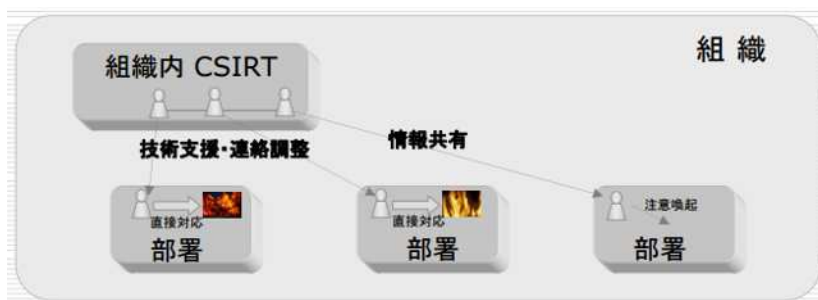 組織
組織内 CSIRT
技術支援・連絡調整
情報共有
直接対応
部署
直接対応
部署
注意喚起
部署